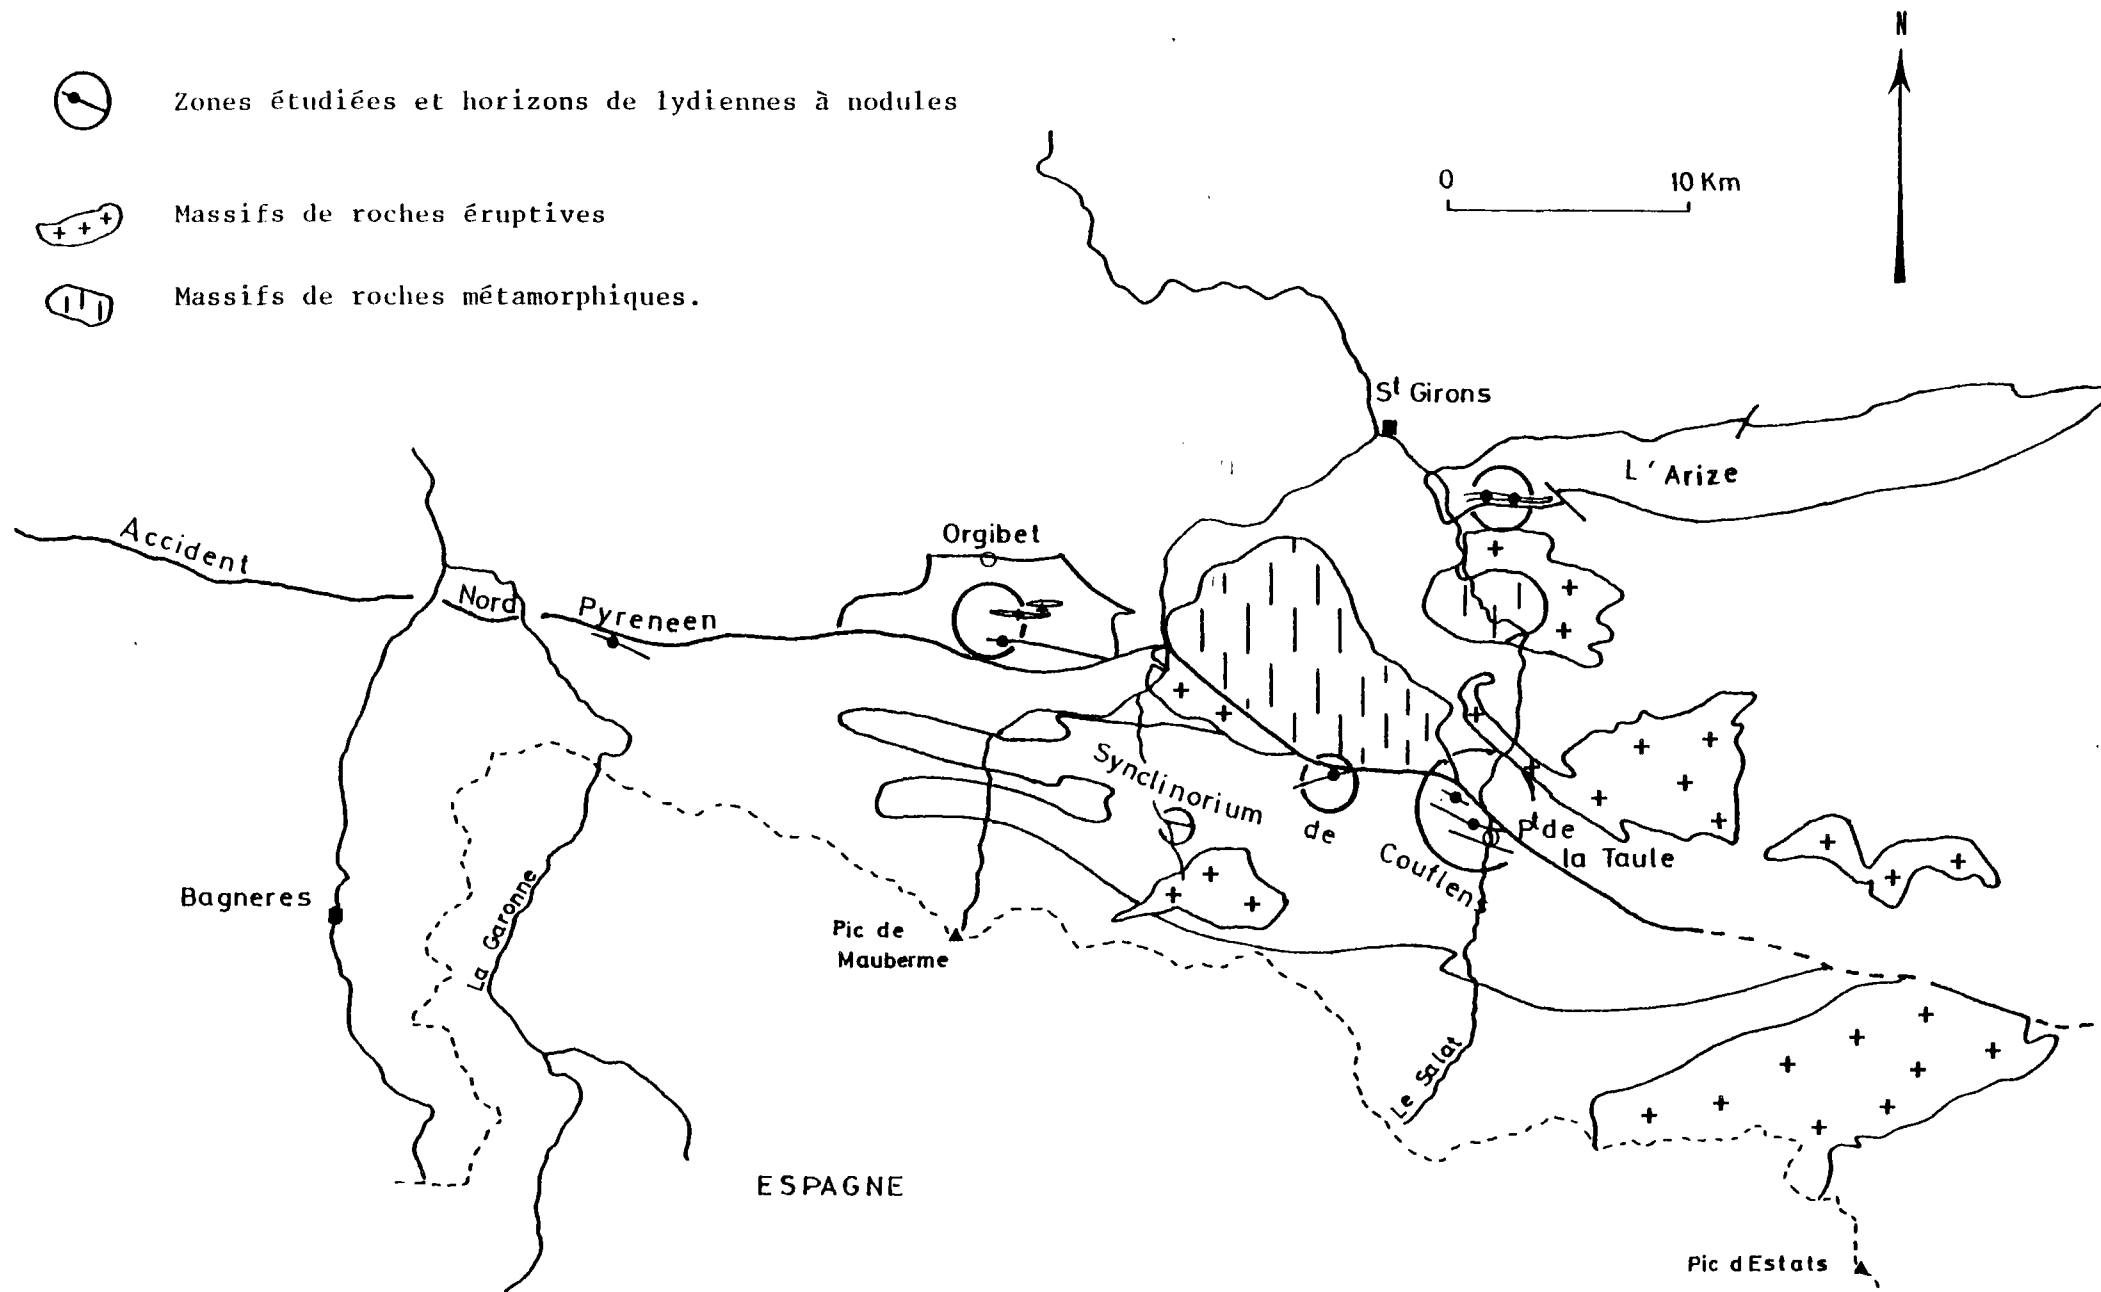 N
Zones étudiées et horizons de lydiennes à nodules
0 10 Km
Massifs de roches éruptives
Massifs de roches métamorphiques.
St Girons
L'Arize
Accident
Nord
Pyreneen
Orgibet
Synclinorium
de
Couflens
Pt de
la Taule
Bagneres
La Garonne
Pic de
Mauberme
Le Salat
ESPAGNE
Pic d Estats